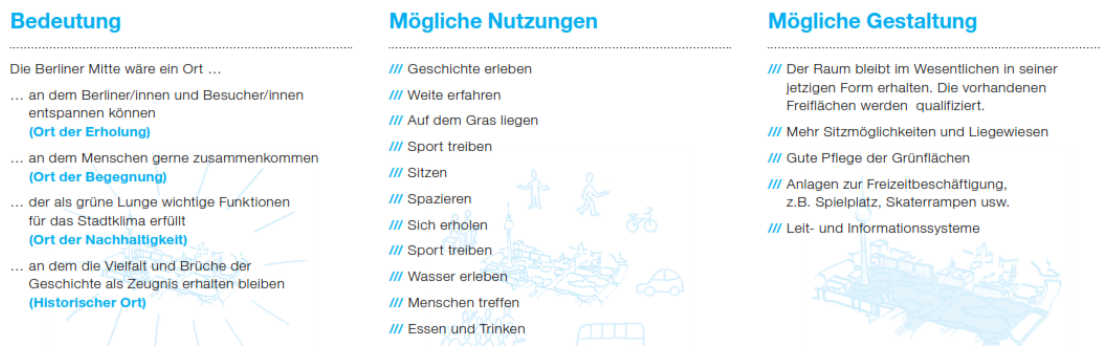 Bedeutung
Die Berliner Mitte wäre ein Ort …
… an dem Berliner/innen und Besucher/innen
entspannen können
(Ort der Erholung)
… an dem Menschen gerne zusammenkommen
(Ort der Begegnung)
… der als grüne Lunge wichtige Funktionen
für das Stadtklima erfüllt
(Ort der Nachhaltigkeit)
… an dem die Vielfalt und Brüche der
Geschichte als Zeugnis erhalten bleiben
(Historischer Ort)
Mögliche Nutzungen
/// Geschichte erleben
/// Weite erfahren
/// Auf dem Gras liegen
/// Sport treiben
/// Sitzen
/// Spazieren
/// Sich erholen
/// Sport treiben
/// Wasser erleben
/// Menschen treffen
/// Essen und Trinken
Mögliche Gestaltung
/// Der Raum bleibt im Wesentlichen in seiner
jetzigen Form erhalten. Die vorhandenen
Freiflächen werden qualifiziert.
/// Mehr Sitzmöglichkeiten und Liegewiesen
/// Gute Pflege der Grünflächen
/// Anlagen zur Freizeitbeschäftigung,
z.B. Spielplatz, Skaterrampen usw.
/// Leit- und Informationssysteme